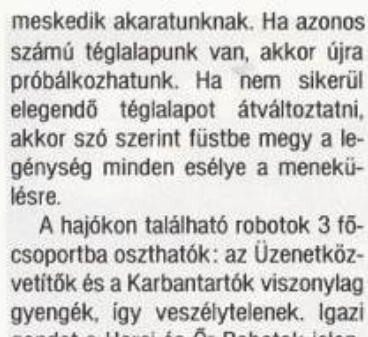 meskedik akaratunknak. Ha azonos
számú téglalapunk van, akkor újra
próbálkozhatunk. Ha nem sikerül
elegendő téglalapot átváltoztatni,
akkor szó szerint füstbe megy a le-
génység minden esélye a menekü-
lésre.
A hajókon található robotok 3 fő-
csoportba oszthatók: az Üzenetköz-
vetítők és a Karbantartók viszonylag
gyengék, így veszélytelenek. Igazi